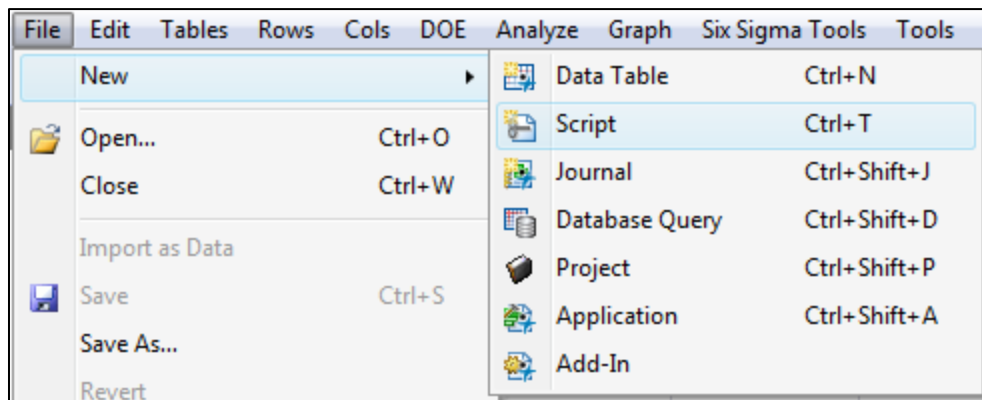 File Edit Tables Rows Cols DOE Analyze Graph Six Sigma Tools Tools
New
Open... Ctrl+O
Close Ctrl+W
Import as Data
Save Ctrl+S
Save As...
Revert
Data Table Ctrl+N
Script Ctrl+T
Journal Ctrl+Shift+J
Database Query Ctrl+Shift+D
Project Ctrl+Shift+P
Application Ctrl+Shift+A
Add-In